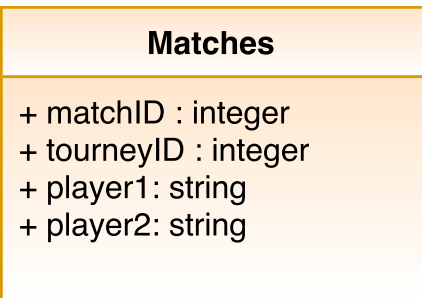 Matches
+ matchID : integer
+ tourneyID : integer
+ player1: string
+ player2: string